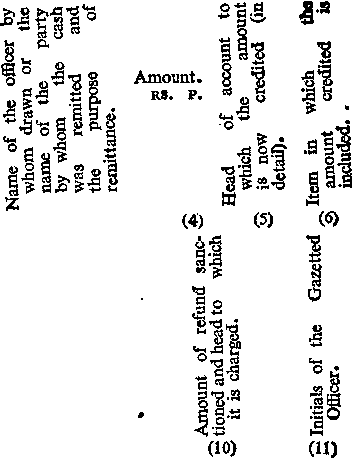 Name of the officer by
whom drawn or the
name of the party
by whom the cash
was remitted and
the purpose of
remittance.
Amount.
RS. P.
(4)
Head of account to
which the amount
is now credited (in
detail).
(5)
Item in which the
amount credited is
included.
(6)
Amount of refund sanc-
tioned and head to which
it is charged.
(10)
Initials of the Gazetted
Officer.
(11)